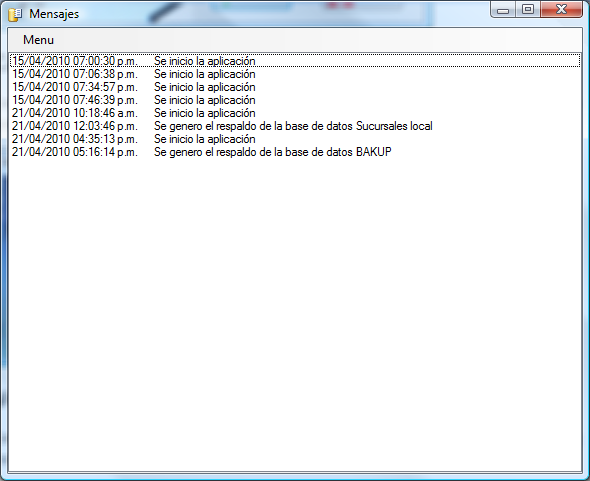 Mensajes
Menu
15/04/2010 07:00:30 p.m. Se inicio la aplicación
15/04/2010 07:06:38 p.m. Se inicio la aplicación
15/04/2010 07:34:57 p.m. Se inicio la aplicación
15/04/2010 07:46:39 p.m. Se inicio la aplicación
21/04/2010 10:18:46 a.m. Se inicio la aplicación
21/04/2010 12:03:46 p.m. Se genero el respaldo de la base de datos Sucursales local
21/04/2010 04:35:13 p.m. Se inicio la aplicación
21/04/2010 05:16:14 p.m. Se genero el respaldo de la base de datos BAKUP